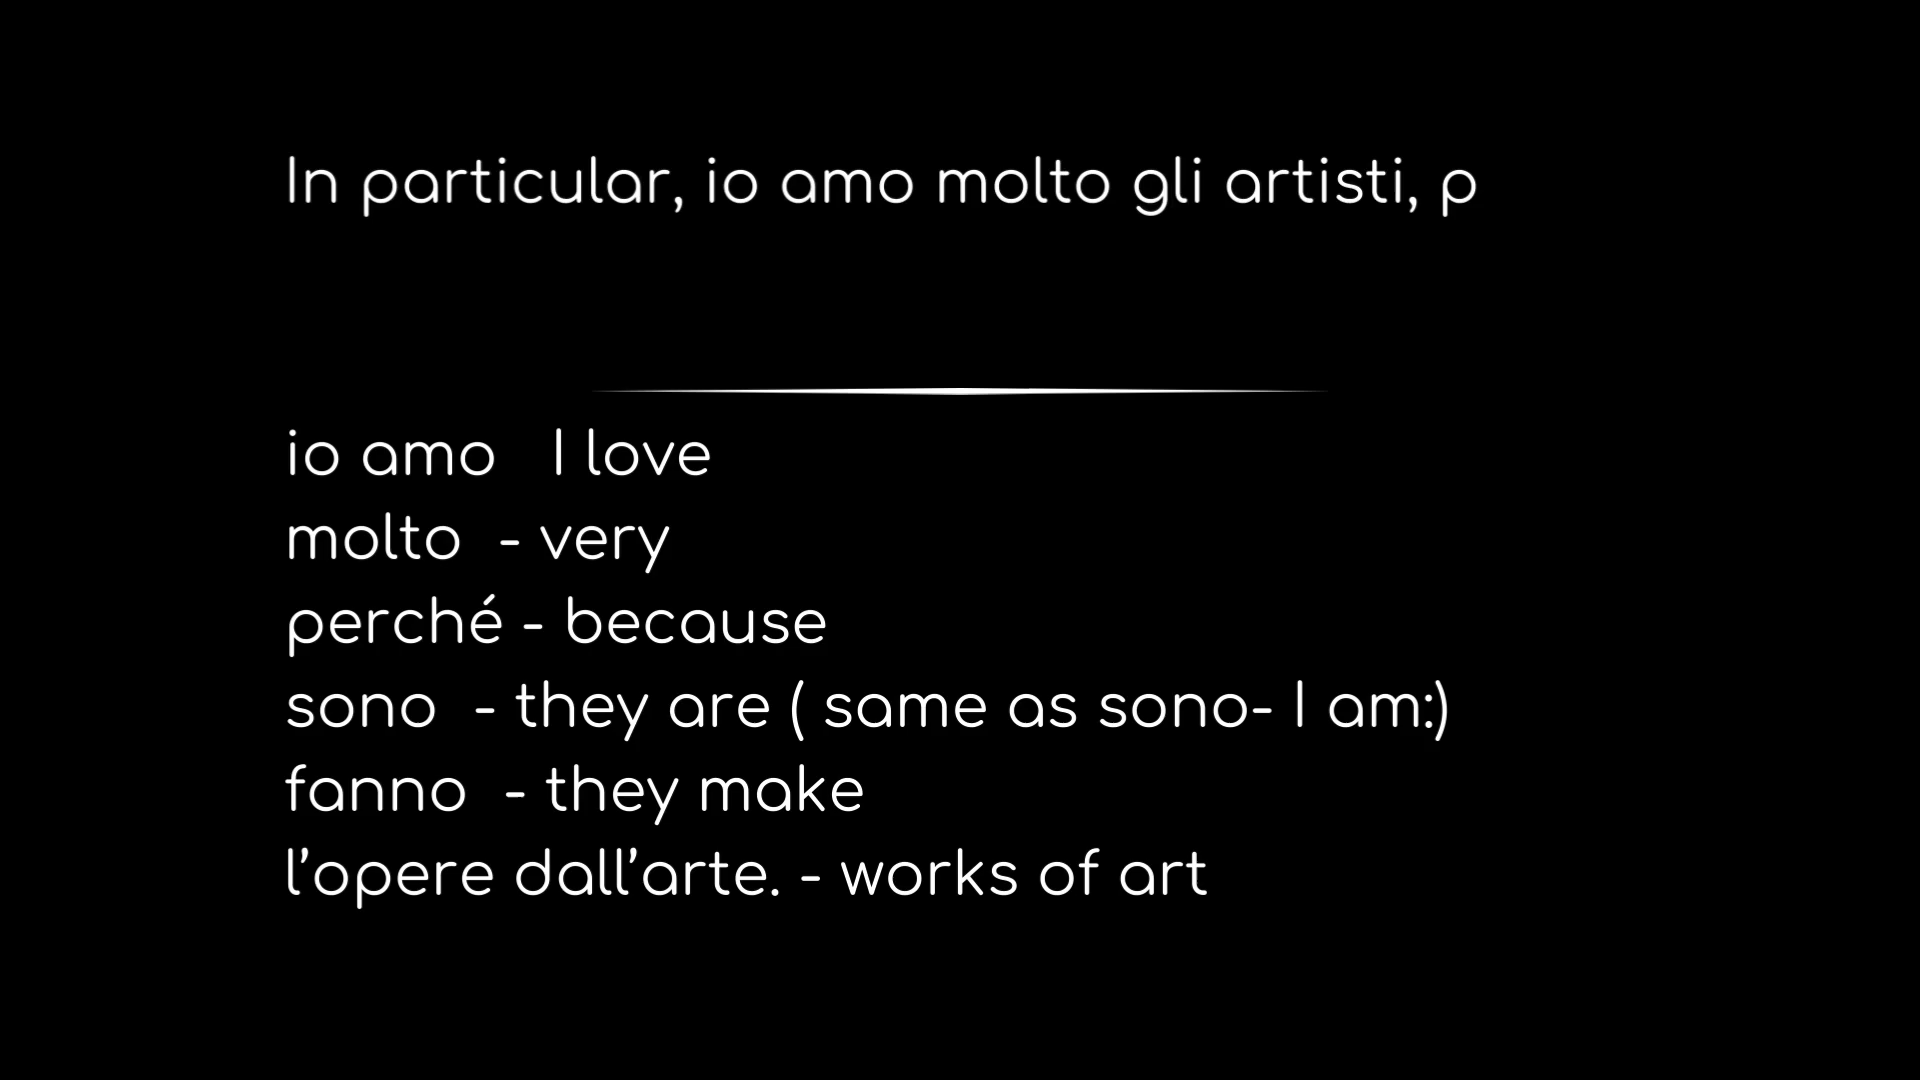 In particular, io amo molto gli artisti, p
io amo   I love
molto  - very
perché - because
sono  - they are ( same as sono- I am:)
fanno  - they make
l’opere dall’arte. - works of art